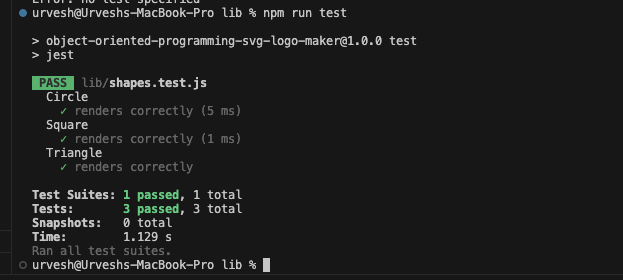 Error: no test specified
urvesh@Urveshs-MacBook-Pro lib % npm run test
> object-oriented-programming-svg-logo-maker@1.0.0 test
> jest
PASS lib/shapes.test.js
Circle
✓ renders correctly (5 ms)
Square
✓ renders correctly (1 ms)
Triangle
✓ renders correctly
Test Suites: 1 passed, 1 total
Tests: 3 passed, 3 total
Snapshots: 0 total
Time: 1.129 s
Ran all test suites.
urvesh@Urveshs-MacBook-Pro lib %